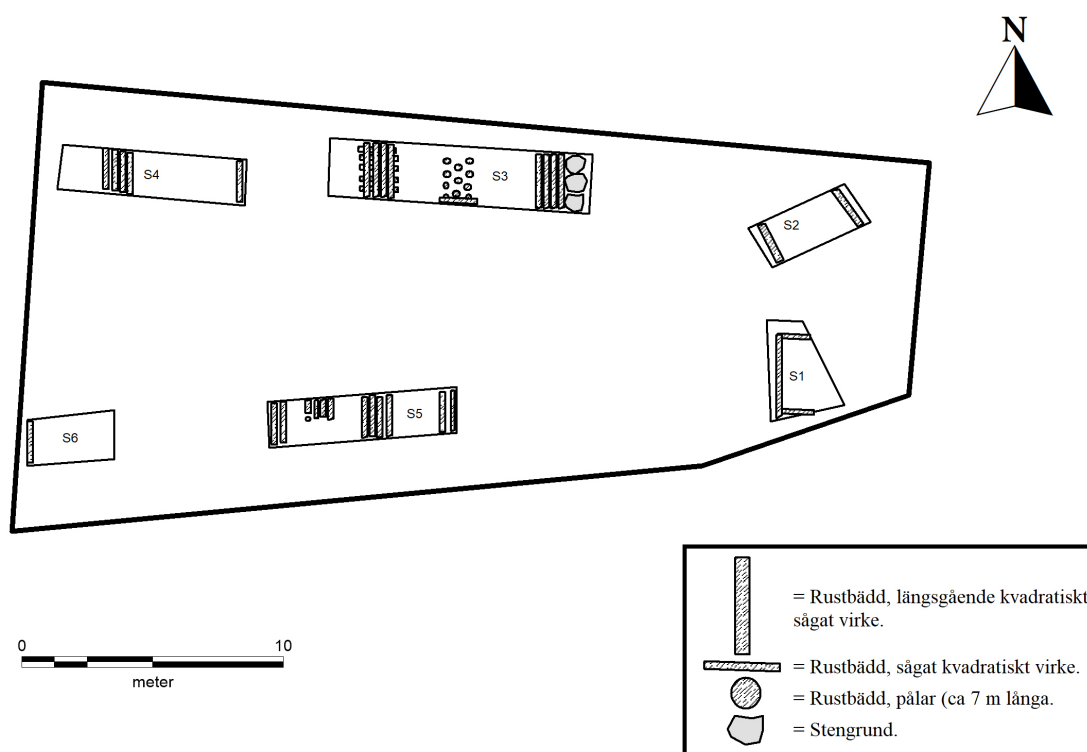 N
S4
S3
S2
S1
S5
S6
0 10
meter
= Rustbädd, längsgående kvadratiskt
sågat virke.
= Rustbädd, sågat kvadratiskt virke.
= Rustbädd, pålar (ca 7 m långa.
= Stengrund.